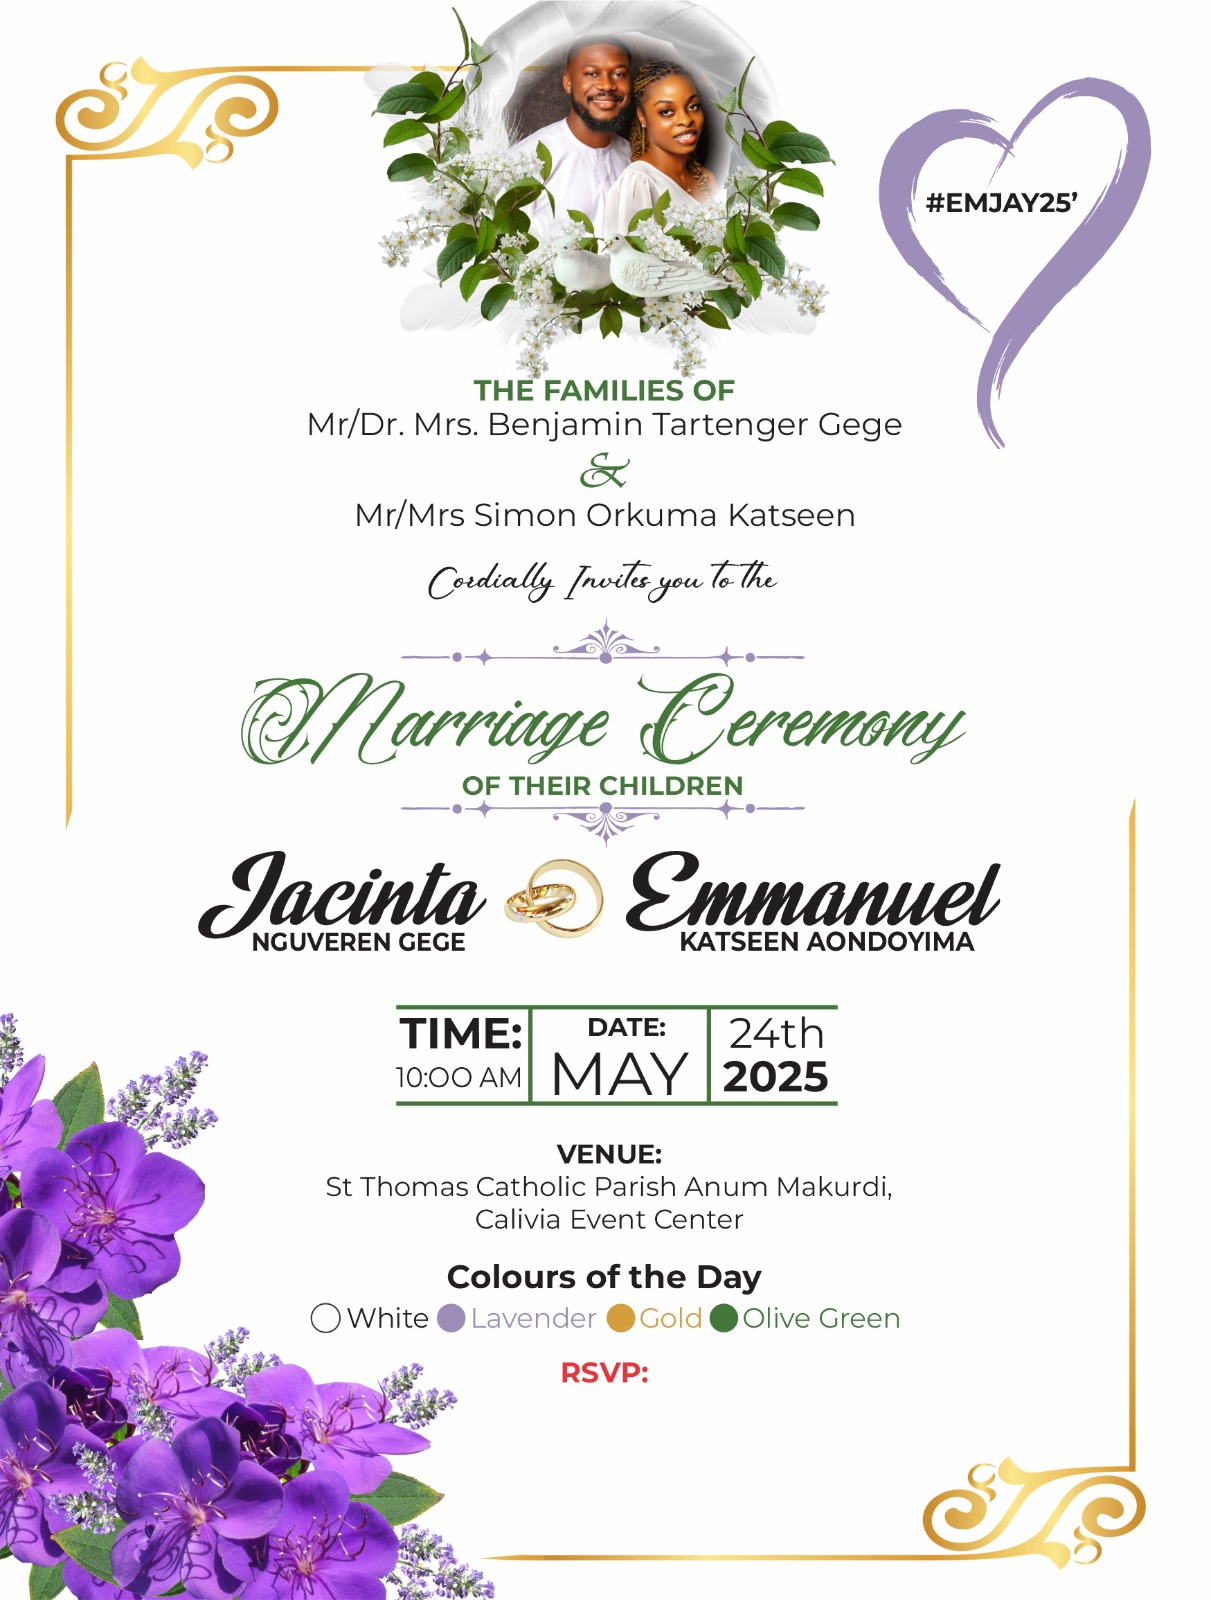 #EMJAY25’
THE FAMILIES OF
Mr/Dr. Mrs. Benjamin Tartenger Gege
&
Mr/Mrs Simon Orkuma Katseen
Cordially Invites you to the
Marriage Ceremony
OF THEIR CHILDREN
Jacinta Emmanuel
NGUVEREN GEGE KATSEEN AONDOYIMA
TIME: DATE: 24th
10:00 AM MAY 2025
VENUE:
St Thomas Catholic Parish Anum Makurdi,
Calivia Event Center
Colours of the Day
White Lavender Gold Olive Green
RSVP: